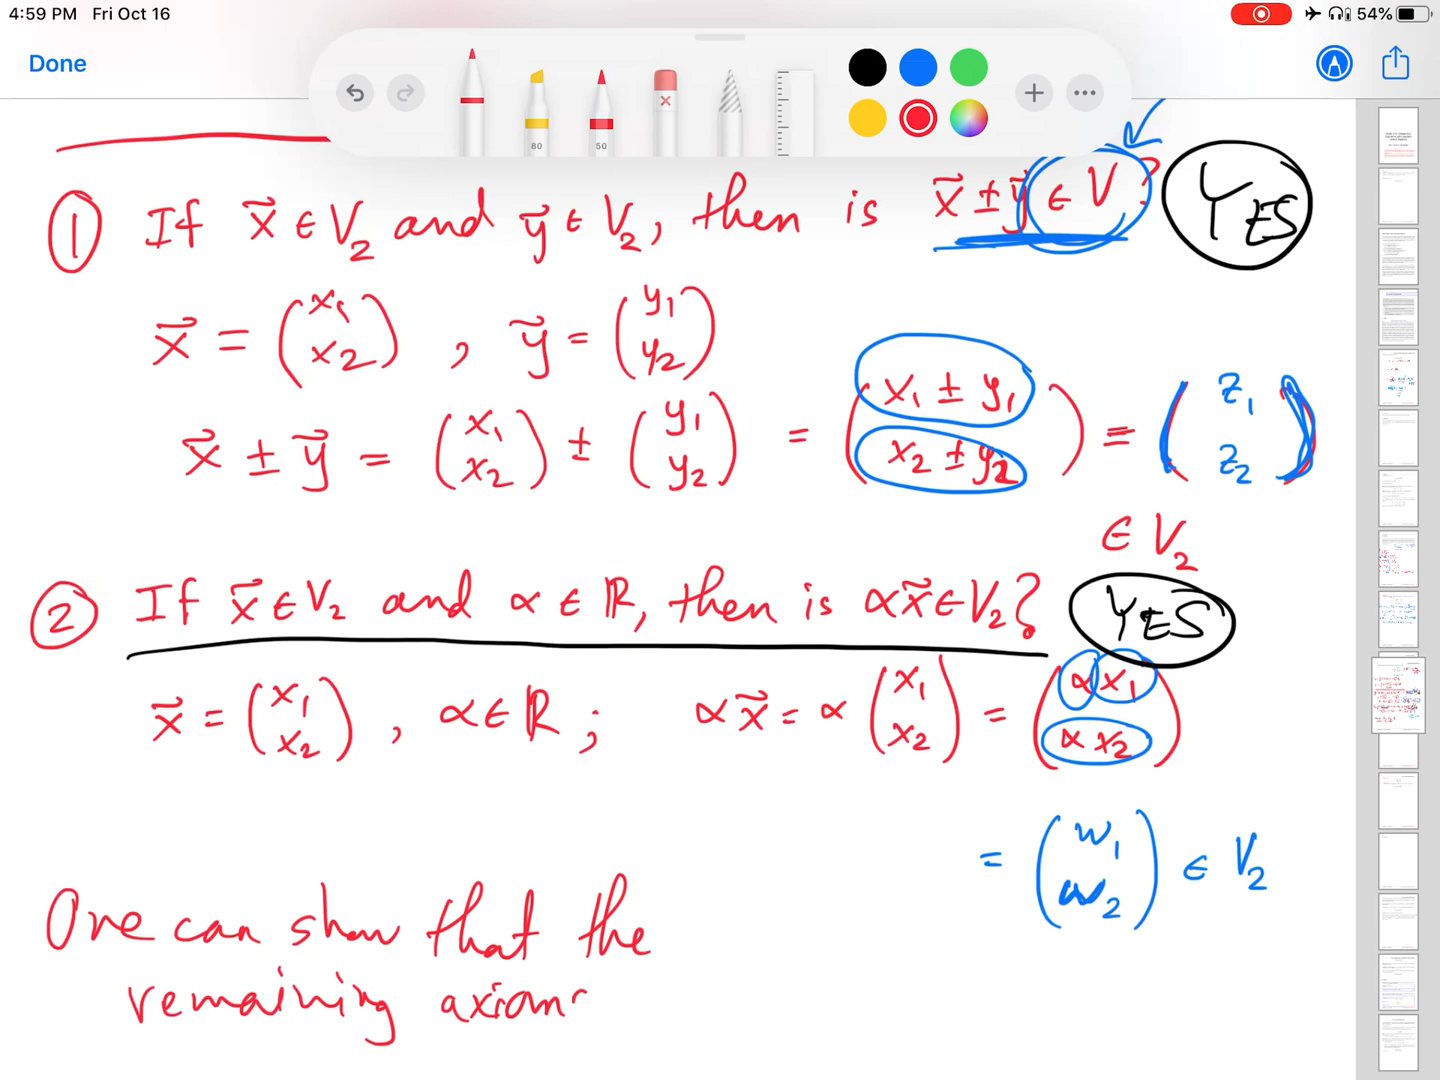 4:59 PM Fri Oct 16 54%
Done
80 50
① If x⃗ ∈ V₂ and y⃗ ∈ V₂, then is x⃗ ± y⃗ ∈ V ? YES
x⃗ = (x₁ x₂) , y⃗ = (y₁ y₂)
x⃗ ± y⃗ = (x₁ x₂) ± (y₁ y₂) = (x₁ ± y₁ x₂ ± y₂) = (z₁ z₂)
∈ V₂
② If x⃗ ∈ V₂ and α ∈ ℝ, then is αx⃗ ∈ V₂? YES
x⃗ = (x₁ x₂) , α ∈ ℝ ; αx⃗ = α (x₁ x₂) = (αx₁ αx₂)
= (w₁ w₂) ∈ V₂
One can show that the
remaining axiom